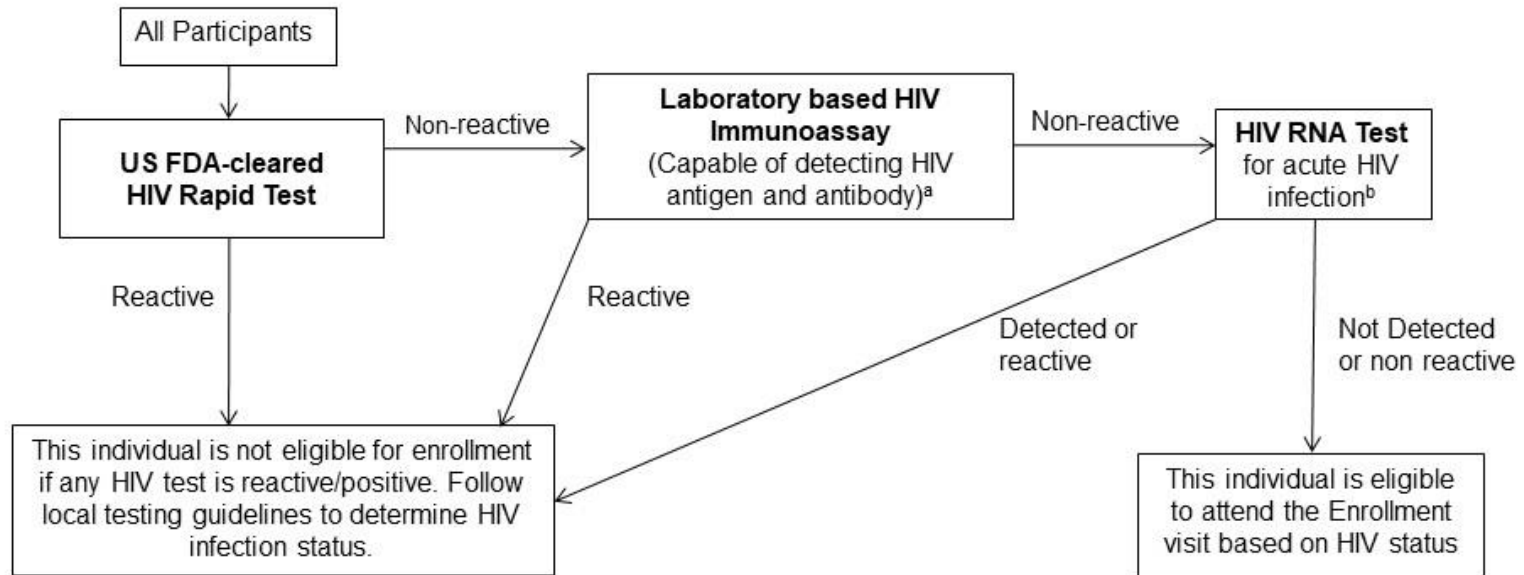 All Participants
US FDA-cleared
HIV Rapid Test
Non-reactive
Laboratory based HIV
Immunoassay
(Capable of detecting HIV
antigen and antibody)ᵃ
Non-reactive
HIV RNA Test
for acute HIV
infectionᵇ
Reactive
Reactive
Detected or
reactive
Not Detected
or non reactive
This individual is not eligible for enrollment
if any HIV test is reactive/positive. Follow
local testing guidelines to determine HIV
infection status.
This individual is eligible
to attend the Enrollment
visit based on HIV status